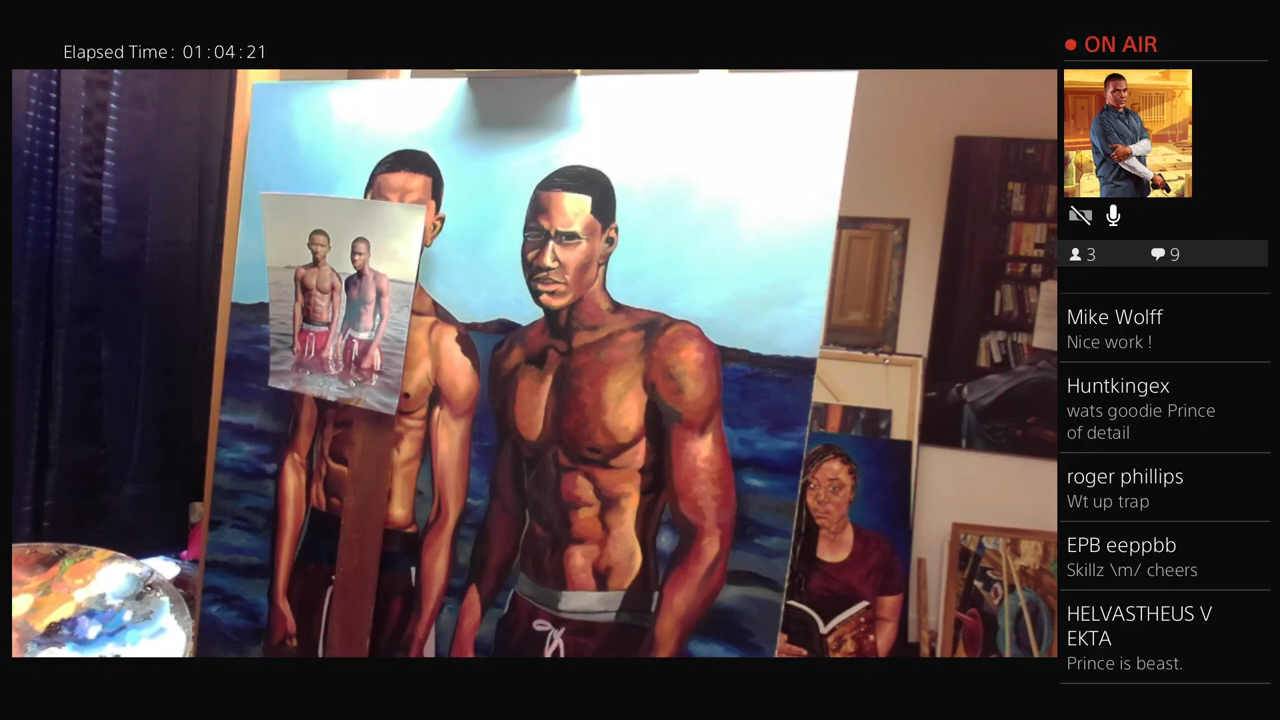 Elapsed Time: 01:04:21
ON AIR
3 9
Mike Wolff
Nice work !
Huntkingex
wats goodie Prince
of detail
roger phillips
Wt up trap
EPB eeppbb
Skillz \m/ cheers
HELVASTHEUS V
EKTA
Prince is beast.